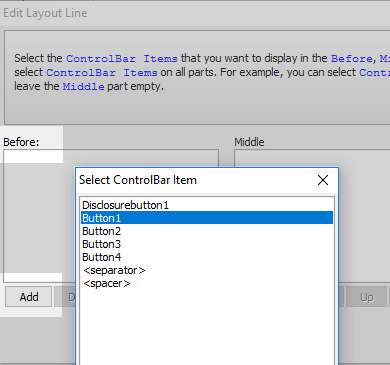 Edit Layout Line
Select the ControlBar Items that you want to display in the Before,
select ControlBar Items on all parts. For example, you can select
leave the Middle part empty.
Before:
Middle
Select ControlBar Item
Disclosurebutton1
Button1
Button2
Button3
Button4
<separator>
<spacer>
Add
Up